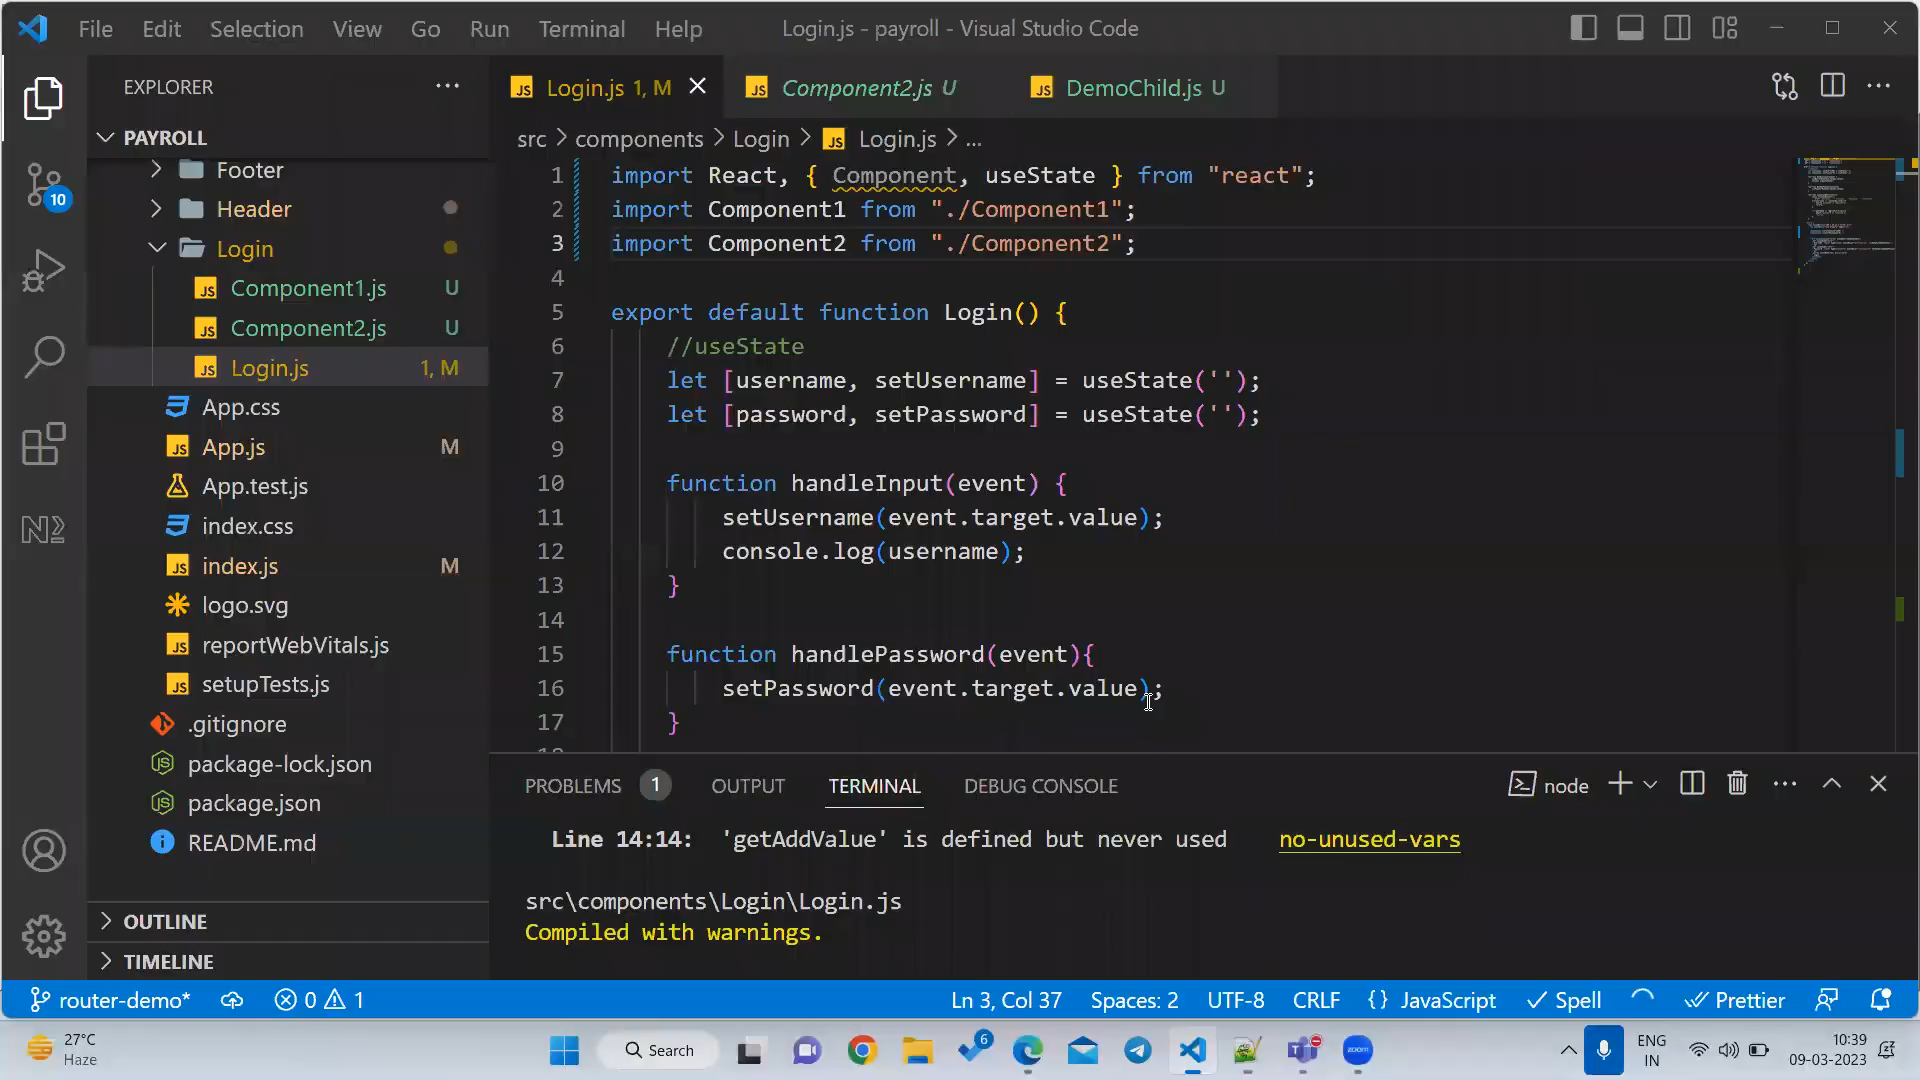 File Edit Selection View Go Run Terminal Help
Login.js - payroll - Visual Studio Code
EXPLORER
PAYROLL
Footer
Header
Login
Component1.js U
Component2.js U
Login.js 1, M
App.css
App.js M
App.test.js
index.css
index.js M
logo.svg
reportWebVitals.js
setupTests.js
.gitignore
package-lock.json
package.json
README.md
OUTLINE
TIMELINE
10
Login.js 1, M Component2.js U DemoChild.js U
src > components > Login > Login.js > ...
1 import React, { Component, useState } from "react";
2 import Component1 from "./Component1";
3 import Component2 from "./Component2";
4
5 export default function Login() {
6 //useState
7 let [username, setUsername] = useState('');
8 let [password, setPassword] = useState('');
9
10 function handleInput(event) {
11 setUsername(event.target.value);
12 console.log(username);
13 }
14
15 function handlePassword(event){
16 setPassword(event.target.value);
17 }
PROBLEMS 1 OUTPUT TERMINAL DEBUG CONSOLE node
Line 14:14: 'getAddValue' is defined but never used no-unused-vars
src\components\Login\Login.js
Compiled with warnings.
router-demo* 0 1 Ln 3, Col 37 Spaces: 2 UTF-8 CRLF {} JavaScript Spell Prettier
27°C
Haze
Search
6
zoom
ENG
IN
10:39
09-03-2023